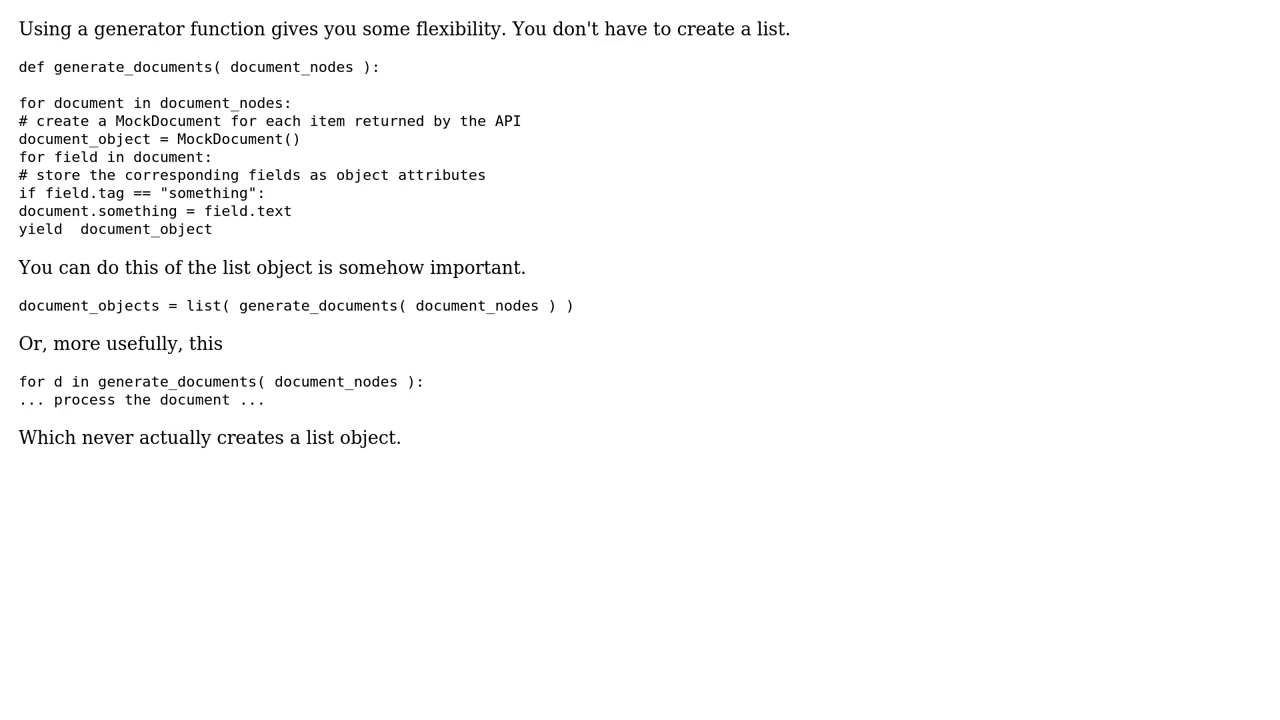 Using a generator function gives you some flexibility. You don't have to create a list.
def generate_documents( document_nodes ):
for document in document_nodes:
# create a MockDocument for each item returned by the API
document_object = MockDocument()
for field in document:
# store the corresponding fields as object attributes
if field.tag == "something":
document.something = field.text
yield  document_object
You can do this of the list object is somehow important.
document_objects = list( generate_documents( document_nodes ) )
Or, more usefully, this
for d in generate_documents( document_nodes ):
... process the document ...
Which never actually creates a list object.